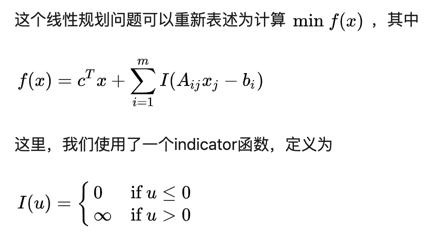 这个线性规划问题可以重新表述为计算 min f(x) ，其中
f(x) = c^T x + \sum_{i=1}^{m} I(A_{ij}x_j − b_i)
这里，我们使用了一个indicator函数，定义为
I(u) = \begin{cases} 0 & \text{if } u ≤ 0 \\ ∞ & \text{if } u > 0 \end{cases}